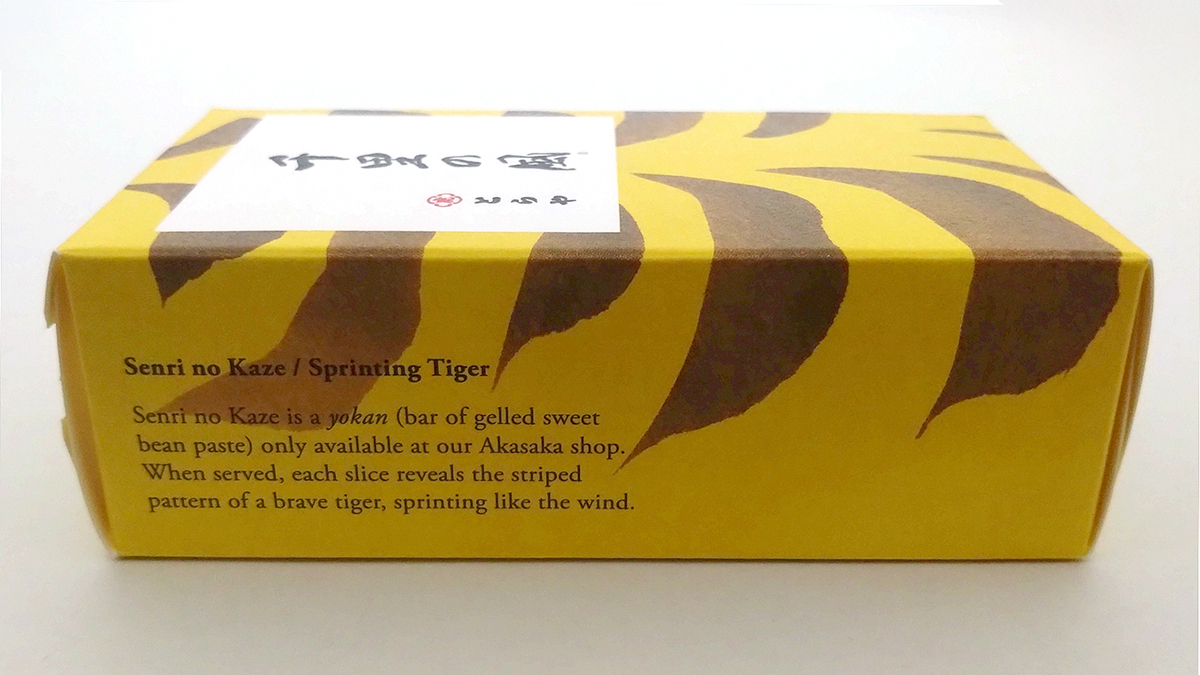 千里の風
とらや
Senri no Kaze / Sprinting Tiger
Senri no Kaze is a yokan (bar of gelled sweet
bean paste) only available at our Akasaka shop.
When served, each slice reveals the striped
pattern of a brave tiger, sprinting like the wind.